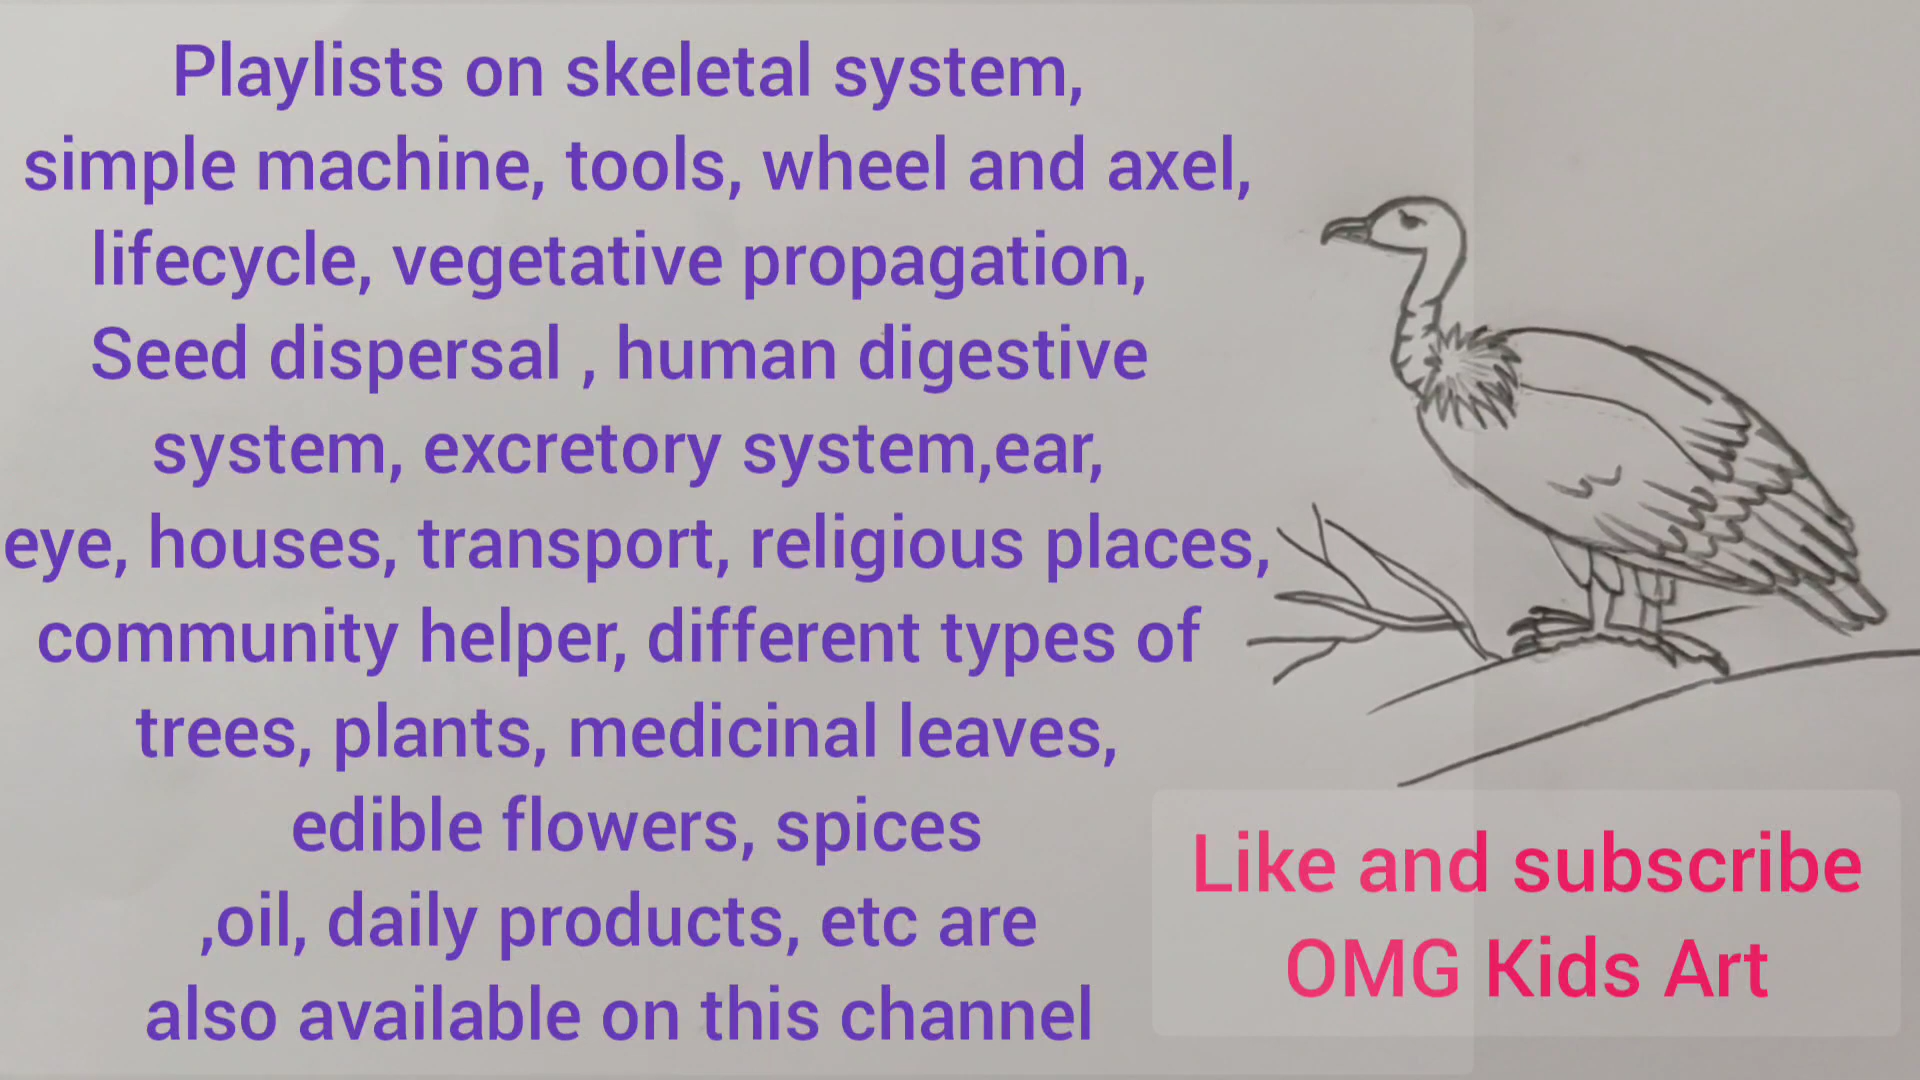 Playlists on skeletal system,
simple machine, tools, wheel and axel,
lifecycle, vegetative propagation,
Seed dispersal , human digestive
system, excretory system,ear,
eye, houses, transport, religious places,
community helper, different types of
trees, plants, medicinal leaves,
edible flowers, spices
,oil, daily products, etc are
also available on this channel
Like and subscribe
OMG Kids Art